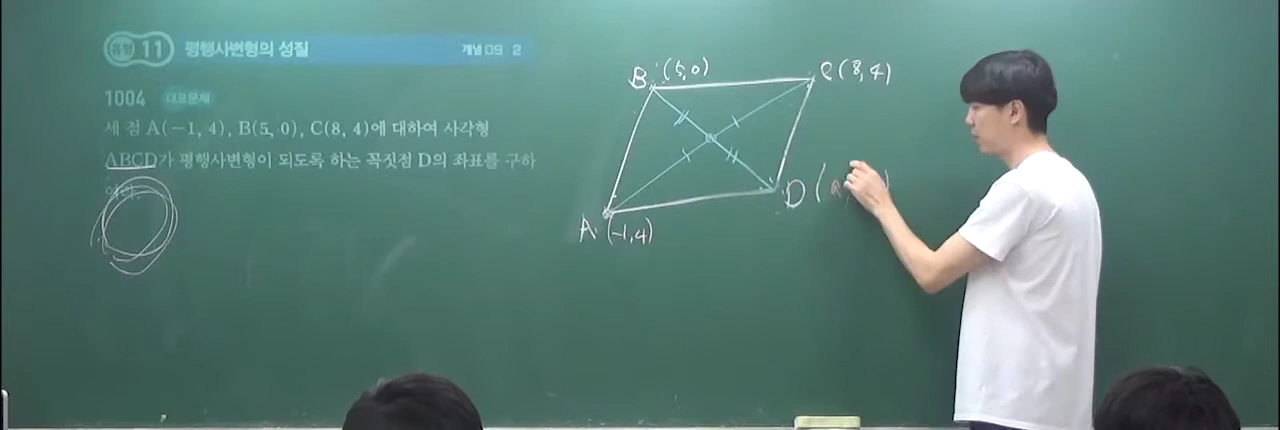 유형 11 평행사변형의 성질 개념 09 2
1004 대표문제
세 점 A(−1, 4), B(5, 0), C(8, 4)에 대하여 사각형
ABCD가 평행사변형이 되도록 하는 꼭짓점 D의 좌표를 구하
여라.
B (5,0)
C (8,4)
A (-1,4)
D (a,